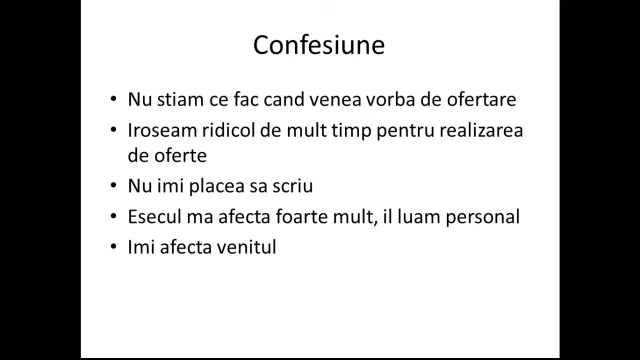 Confesiune
• Nu stiam ce fac cand venea vorba de ofertare
• Iroseam ridicol de mult timp pentru realizarea
de oferte
• Nu imi placea sa scriu
• Esecul ma afecta foarte mult, il luam personal
• Imi afecta venitul